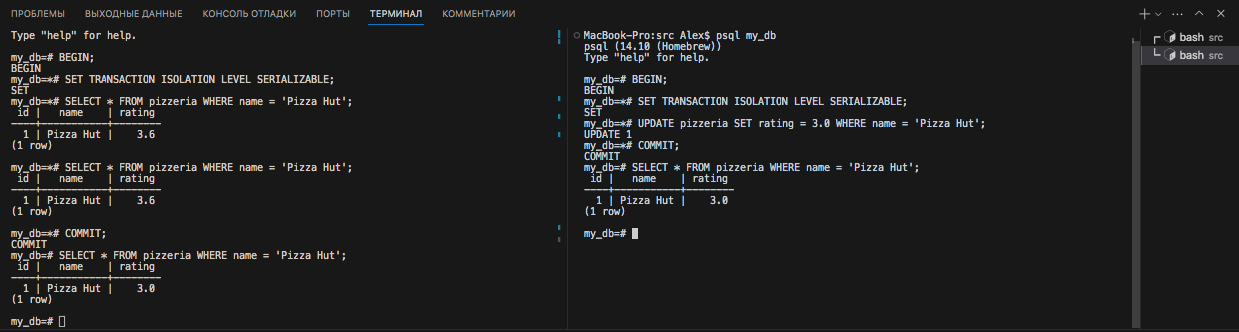 ПРОБЛЕМЫ ВЫХОДНЫЕ ДАННЫЕ КОНСОЛЬ ОТЛАДКИ ПОРТЫ ТЕРМИНАЛ КОММЕНТАРИИ
Type "help" for help.
my_db=# BEGIN;
BEGIN
my_db=*# SET TRANSACTION ISOLATION LEVEL SERIALIZABLE;
SET
my_db=*# SELECT * FROM pizzeria WHERE name = 'Pizza Hut';
 id |   name    | rating
----+-----------+--------
  1 | Pizza Hut |    3.6
(1 row)
my_db=*# SELECT * FROM pizzeria WHERE name = 'Pizza Hut';
 id |   name    | rating
----+-----------+--------
  1 | Pizza Hut |    3.6
(1 row)
my_db=*# COMMIT;
COMMIT
my_db=# SELECT * FROM pizzeria WHERE name = 'Pizza Hut';
 id |   name    | rating
----+-----------+--------
  1 | Pizza Hut |    3.0
(1 row)
my_db=#
MacBook-Pro:src Alex$ psql my_db
psql (14.10 (Homebrew))
Type "help" for help.
my_db=# BEGIN;
BEGIN
my_db=*# SET TRANSACTION ISOLATION LEVEL SERIALIZABLE;
SET
my_db=*# UPDATE pizzeria SET rating = 3.0 WHERE name = 'Pizza Hut';
UPDATE 1
my_db=*# COMMIT;
COMMIT
my_db=# SELECT * FROM pizzeria WHERE name = 'Pizza Hut';
 id |   name    | rating
----+-----------+--------
  1 | Pizza Hut |    3.0
(1 row)
my_db=#
bash src
bash src